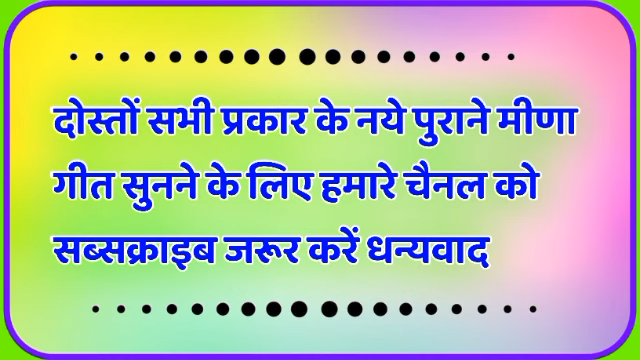 दोस्तों सभी प्रकार के नये पुराने मीणा
गीत सुनने के लिए हमारे चैनल को
सब्सक्राइब जरूर करें धन्यवाद